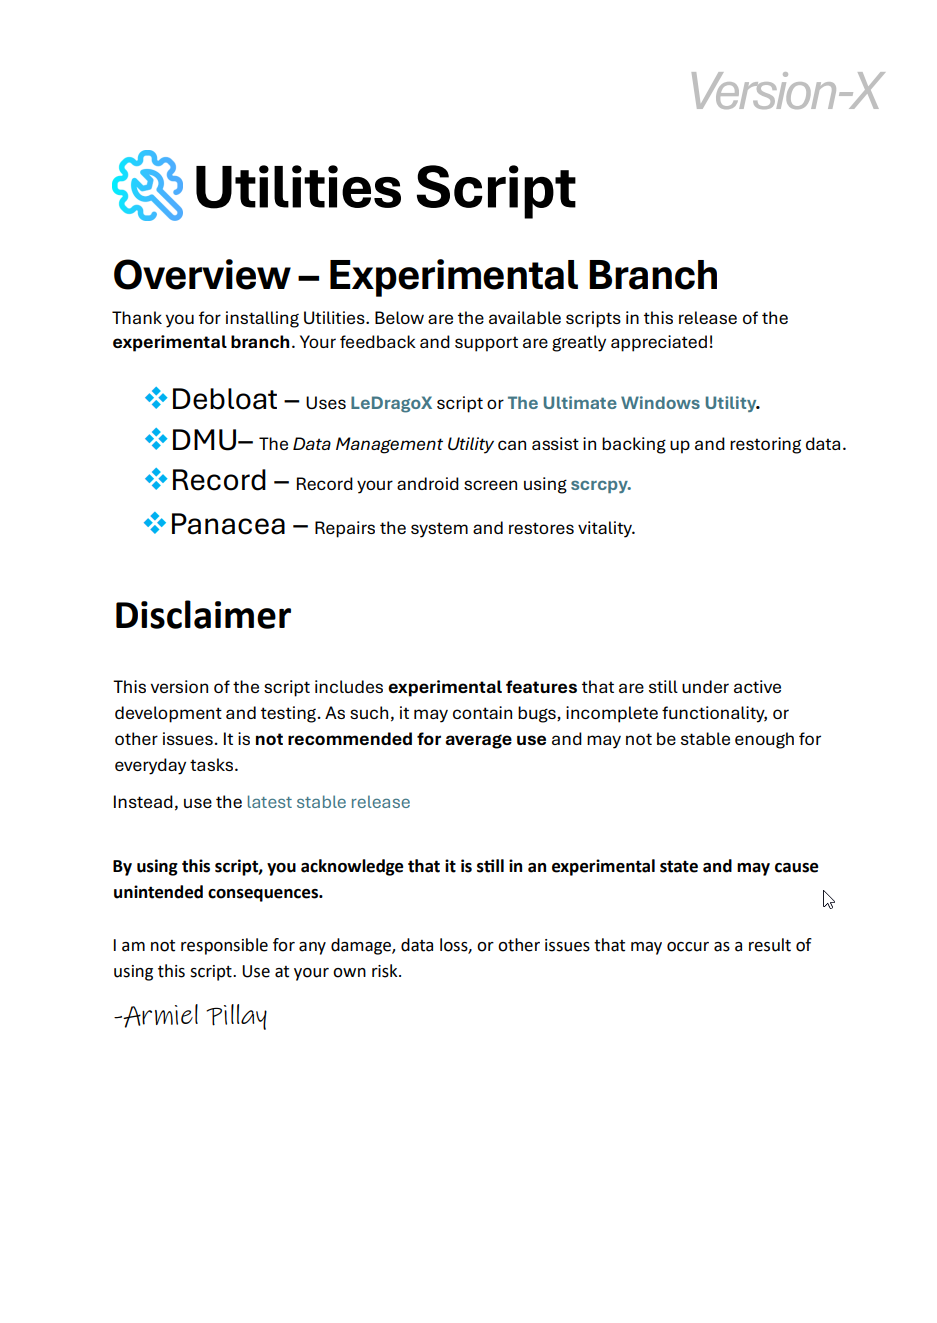 Version-X
Utilities Script
Overview – Experimental Branch
Thank you for installing Utilities. Below are the available scripts in this release of the
experimental branch. Your feedback and support are greatly appreciated!
❖Debloat – Uses LeDragoX script or The Ultimate Windows Utility.
❖DMU– The Data Management Utility can assist in backing up and restoring data.
❖Record – Record your android screen using scrcpy.
❖Panacea – Repairs the system and restores vitality.
Disclaimer
This version of the script includes experimental features that are still under active
development and testing. As such, it may contain bugs, incomplete functionality, or
other issues. It is not recommended for average use and may not be stable enough for
everyday tasks.
Instead, use the latest stable release
By using this script, you acknowledge that it is still in an experimental state and may cause
unintended consequences.
I am not responsible for any damage, data loss, or other issues that may occur as a result of
using this script. Use at your own risk.
-Armiel Pillay